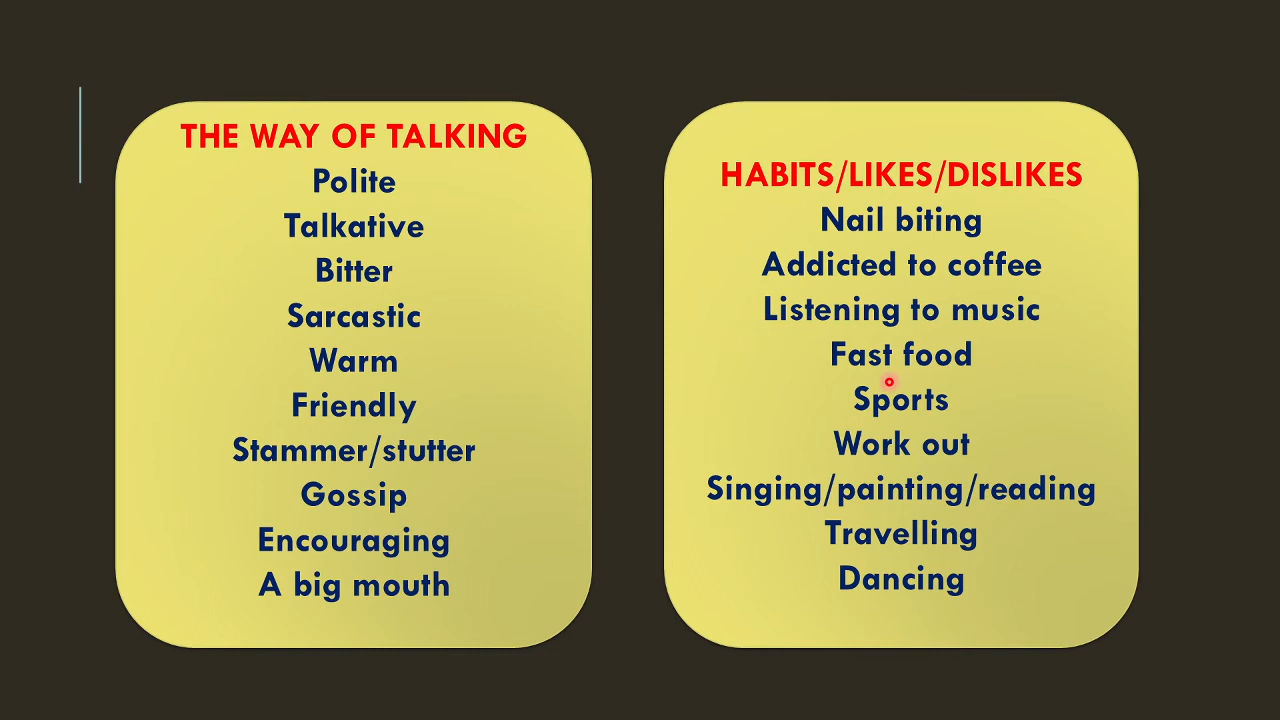 THE WAY OF TALKING
Polite
Talkative
Bitter
Sarcastic
Warm
Friendly
Stammer/stutter
Gossip
Encouraging
A big mouth
HABITS/LIKES/DISLIKES
Nail biting
Addicted to coffee
Listening to music
Fast food
Sports
Work out
Singing/painting/reading
Travelling
Dancing